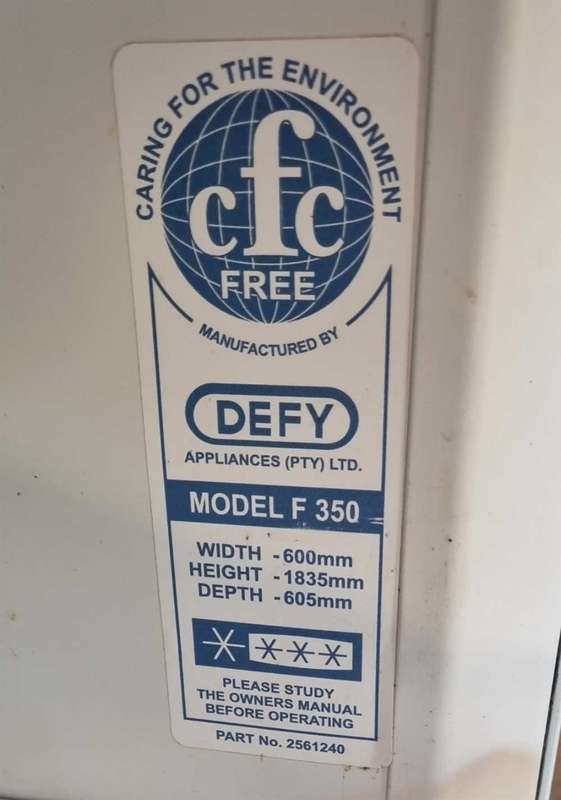 CARING FOR THE ENVIRONMENT
cfc
FREE
MANUFACTURED BY
DEFY
APPLIANCES (PTY) LTD.
MODEL F 350
WIDTH - 600mm
HEIGHT - 1835mm
DEPTH - 605mm
PLEASE STUDY
THE OWNERS MANUAL
BEFORE OPERATING
PART No. 2561240